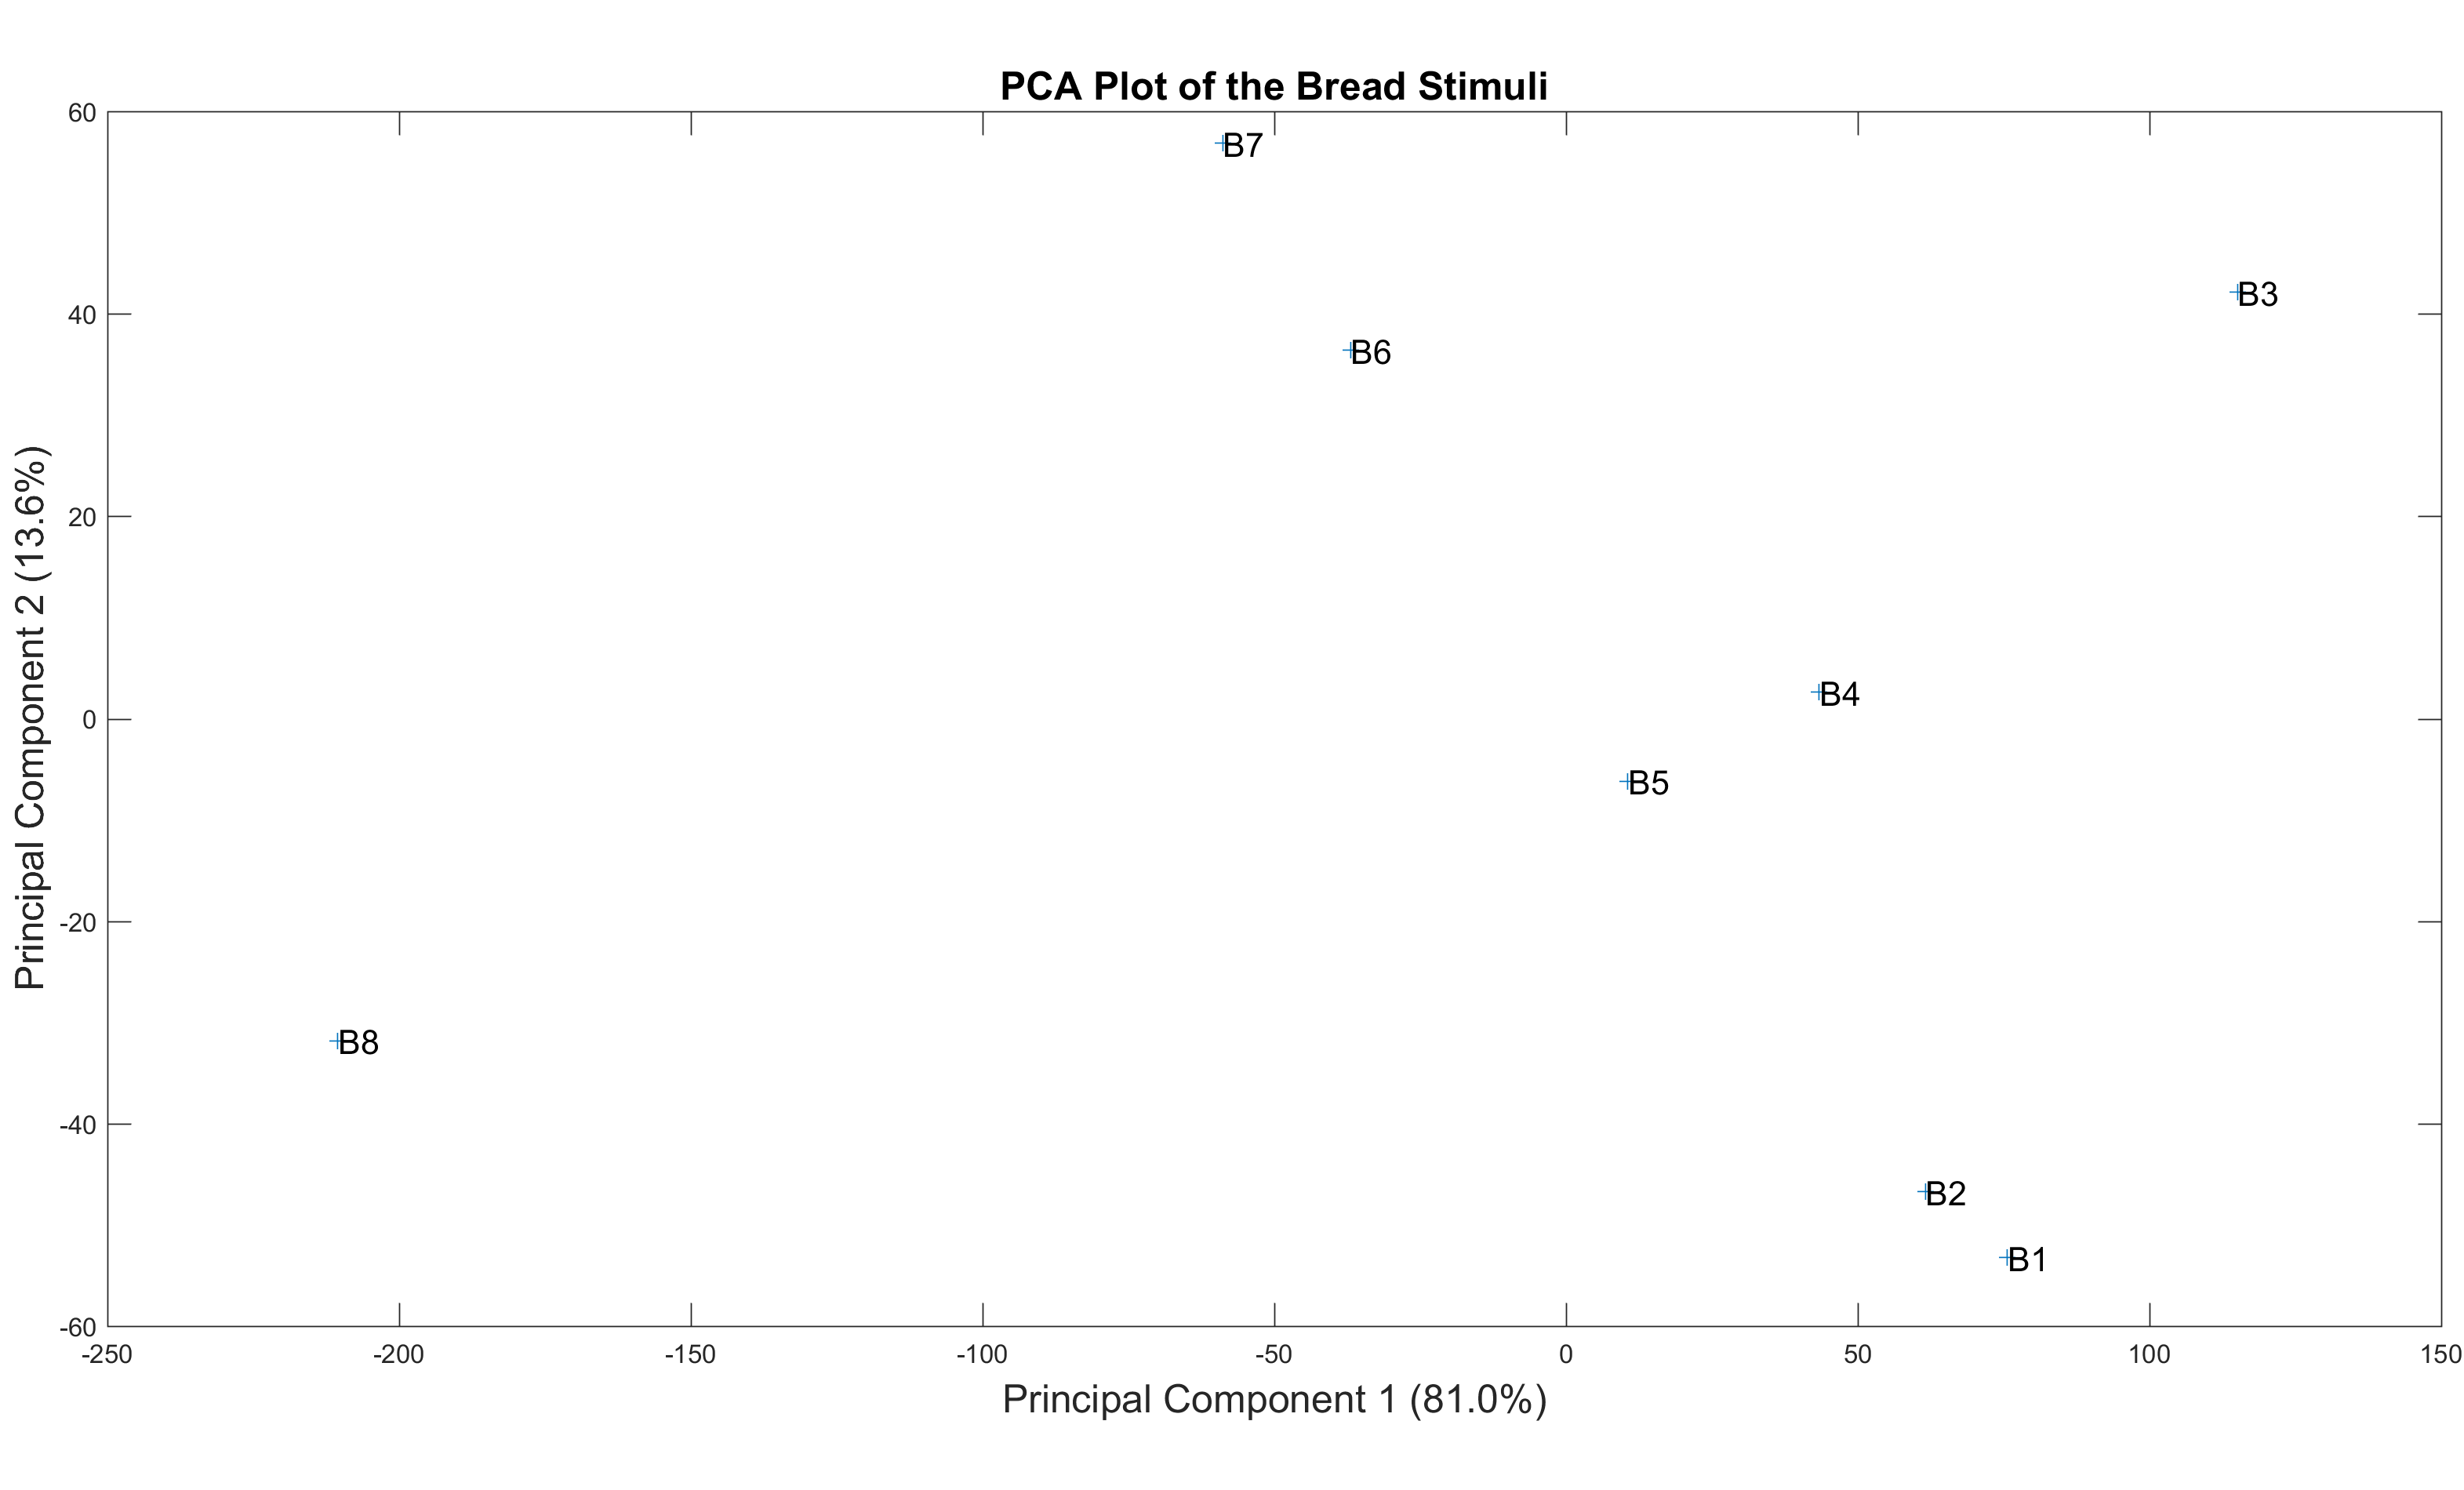 PCA Plot of the Bread Stimuli
60
B7
B3
40
B6
20
B4
0
B5
-20
B8
-40
B2
B1
-60
-250 -200 -150 -100 -50 0 50 100 150
Principal Component 1 (81.0%)
Principal Component 2 (13.6%)